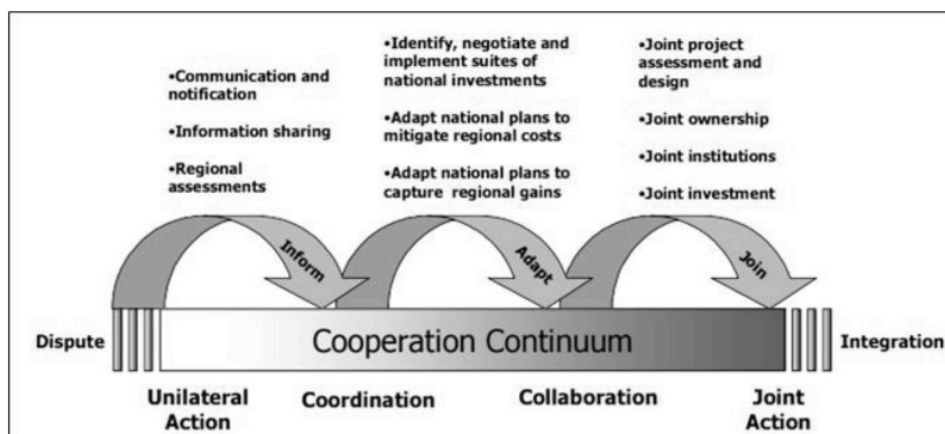 •Communication and
notification
•Information sharing
•Regional
assessments
•Identify, negotiate and
implement suites of
national investments
•Adapt national plans to
mitigate regional costs
•Adapt national plans to
capture regional gains
•Joint project
assessment and
design
•Joint ownership
•Joint institutions
•Joint investment
Inform
Adapt
Join
Dispute
Cooperation Continuum
Integration
Unilateral
Action
Coordination
Collaboration
Joint
Action